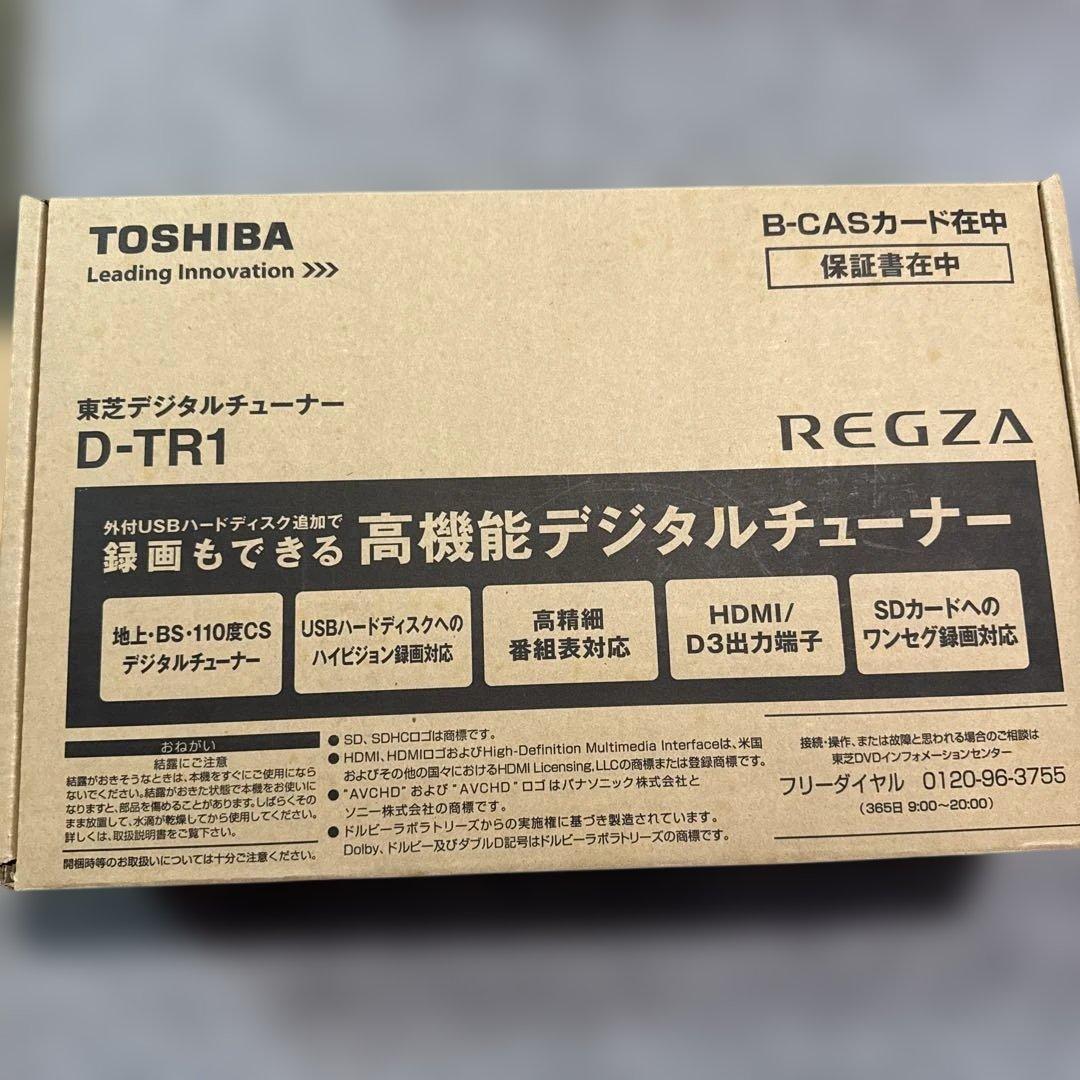 TOSHIBA
Leading Innovation >>>
B-CASカード在中
保証書在中
東芝デジタルチューナー
D-TR1
REGZA
外付USBハードディスク追加で
録画もできる 高機能デジタルチューナー
地上・BS・110度CS
デジタルチューナー
USBハードディスクへの
ハイビジョン録画対応
高精細
番組表対応
HDMI/
D3出力端子
SDカードへの
ワンセグ録画対応
おねがい
結露にご注意
結露がおきそうなときは、本機をすぐにご使用になら
ないでください。結露がおきた状態で本機をお使いに
なりますと、部品を傷めることがあります。しばらくその
まま放置して、水滴が乾燥してから使用してください。
詳しくは、取扱説明書をご覧下さい。
開梱時等のお取扱いについては十分ご注意ください。
● SD、SDHCロゴは商標です。
● HDMI、HDMIロゴおよびHigh-Definition Multimedia Interfaceは、米国
およびその他の国々におけるHDMI Licensing,LLCの商標または登録商標です。
● “AVCHD” および “AVCHD” ロゴはパナソニック株式会社と
ソニー株式会社の商標です。
● ドルビーラボラトリーズからの実施権に基づき製造されています。
Dolby、ドルビー及びダブルD記号はドルビーラボラトリーズの商標です。
接続・操作、または故障と思われる場合のご相談は
東芝DVDインフォメーションセンター
フリーダイヤル 0120-96-3755
(365日 9:00~20:00)